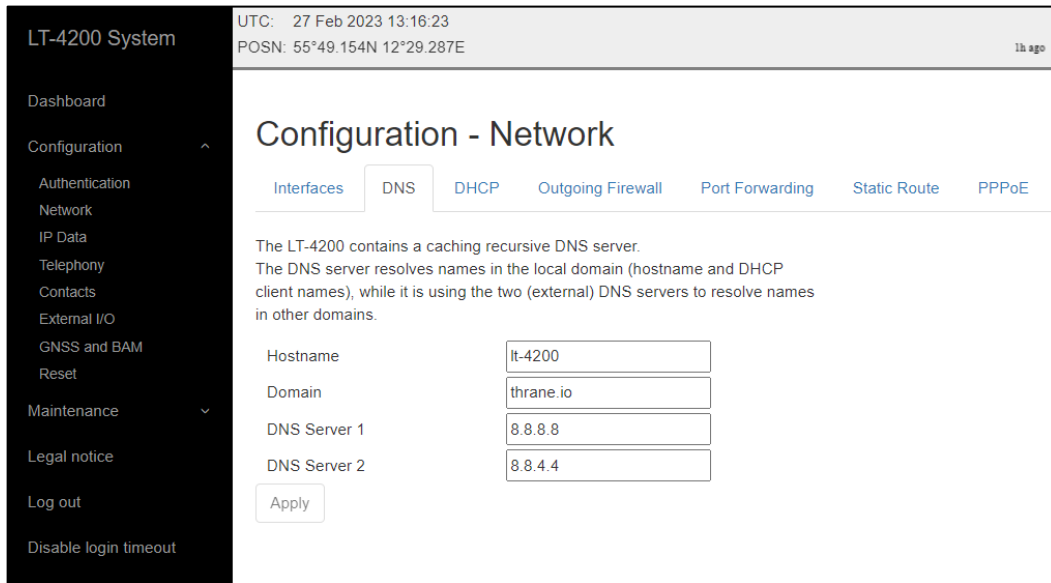 LT-4200 System
UTC: 27 Feb 2023 13:16:23
POSN: 55°49.154N 12°29.287E
1h ago
Dashboard
Configuration
Authentication
Network
IP Data
Telephony
Contacts
External I/O
GNSS and BAM
Reset
Maintenance
Legal notice
Log out
Disable login timeout
Configuration - Network
Interfaces DNS DHCP Outgoing Firewall Port Forwarding Static Route PPPoE
The LT-4200 contains a caching recursive DNS server.
The DNS server resolves names in the local domain (hostname and DHCP
client names), while it is using the two (external) DNS servers to resolve names
in other domains.
Hostname lt-4200
Domain thrane.io
DNS Server 1 8.8.8.8
DNS Server 2 8.8.4.4
Apply